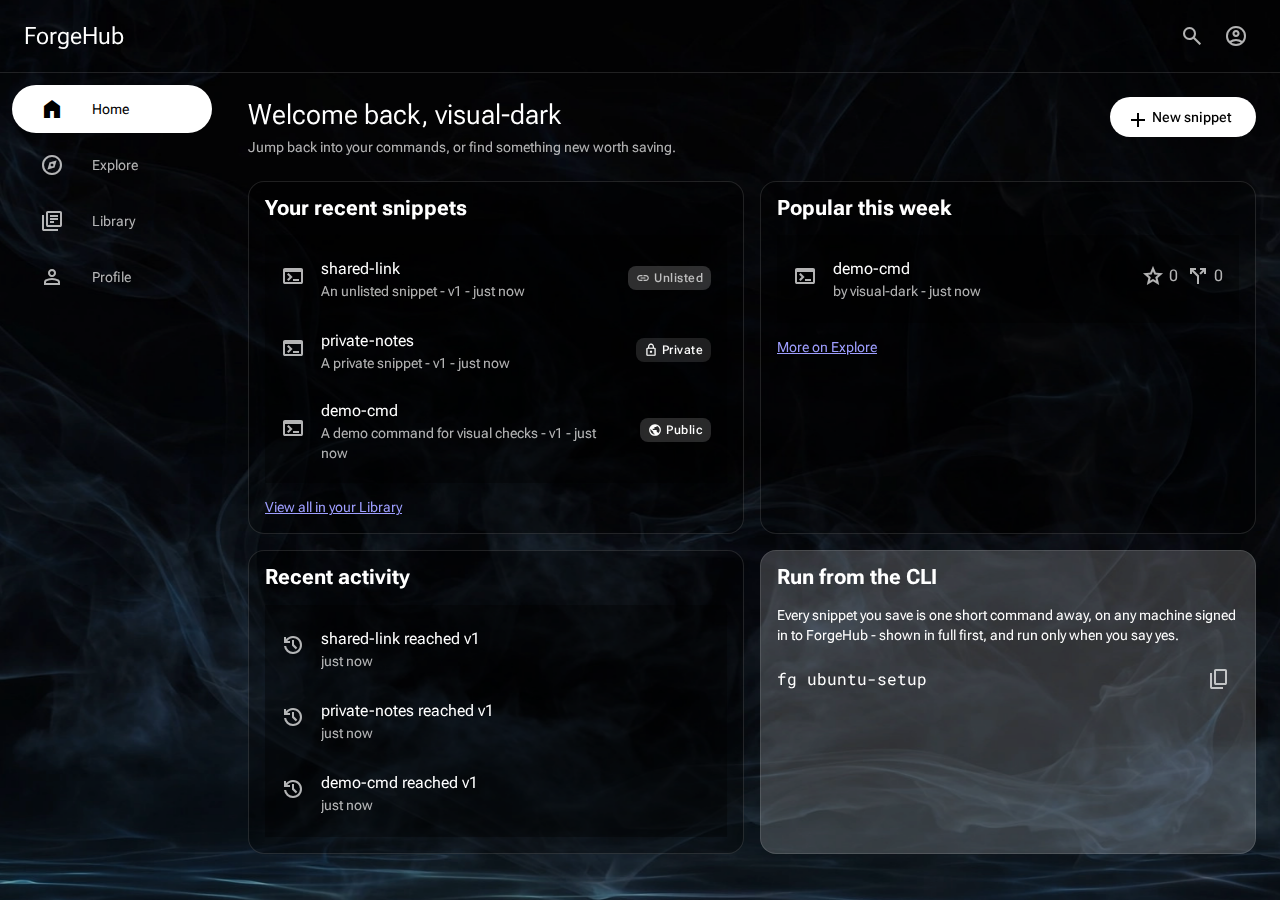 ForgeHub
Home
Explore
Library
Profile
Welcome back, visual-dark
Jump back into your commands, or find something new worth saving.
New snippet
Your recent snippets
shared-link
An unlisted snippet - v1 - just now
Unlisted
private-notes
A private snippet - v1 - just now
Private
demo-cmd
A demo command for visual checks - v1 - just
now
Public
View all in your Library
Popular this week
demo-cmd
by visual-dark - just now
0 0
More on Explore
Recent activity
shared-link reached v1
just now
private-notes reached v1
just now
demo-cmd reached v1
just now
Run from the CLI
Every snippet you save is one short command away, on any machine signed
in to ForgeHub - shown in full first, and run only when you say yes.
fg ubuntu-setup